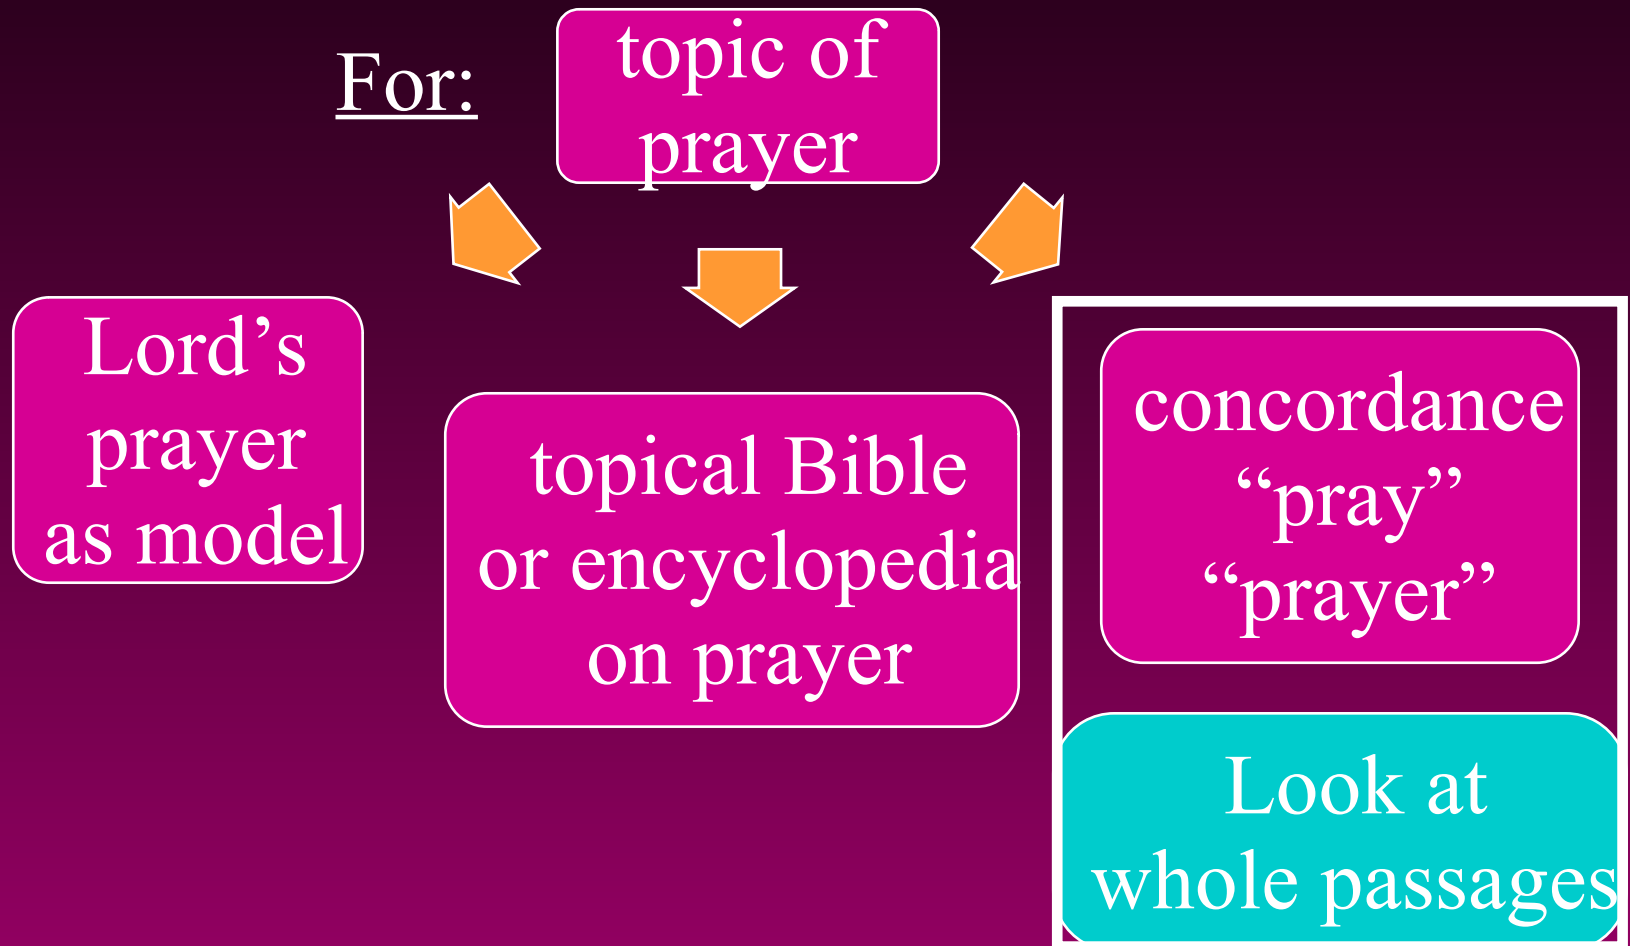 For:
topic of
prayer
Lord’s
prayer
as model
topical Bible
or encyclopedia
on prayer
concordance
“pray”
“prayer”
Look at
whole passages